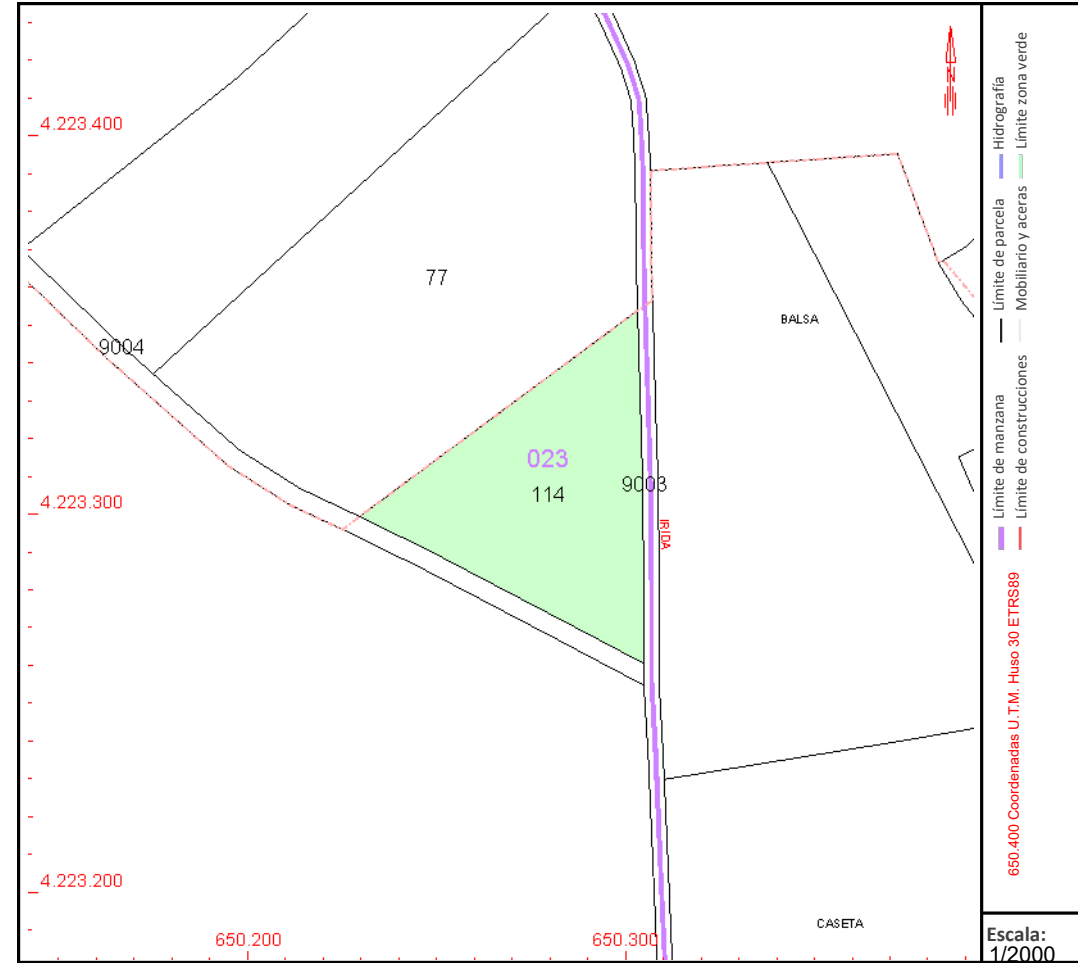 4.223.400
77
BALSA
9004
023
114
9003
4.223.300
IRIDA
4.223.200
650.200
650.300
CASETA
N
Hidrografía
Límite zona verde
Límite de parcela
Mobiliario y aceras
Límite de manzana
Límite de construcciones
650.400 Coordenadas U.T.M. Huso 30 ETRS89
Escala:
1/2000